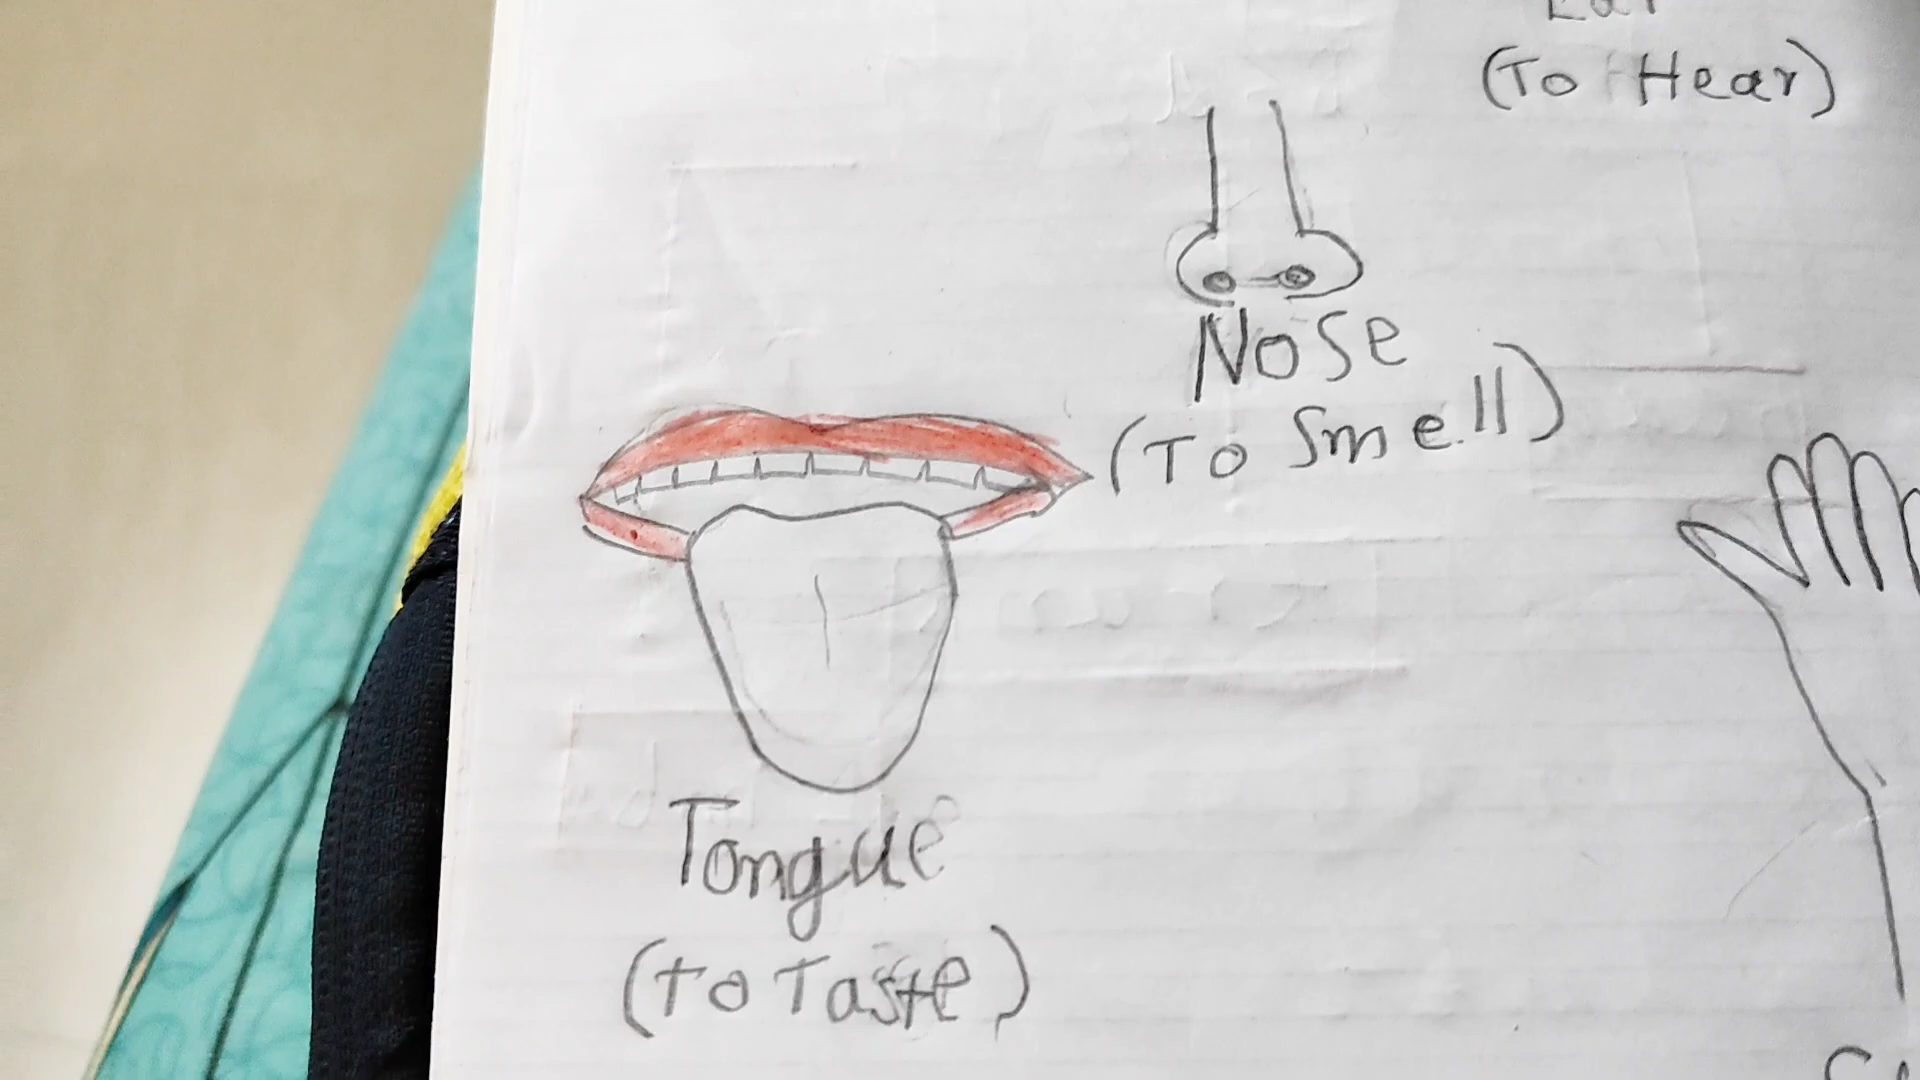 (To Hear)
Nose
(To Smell)
Tongue
(To Taste)